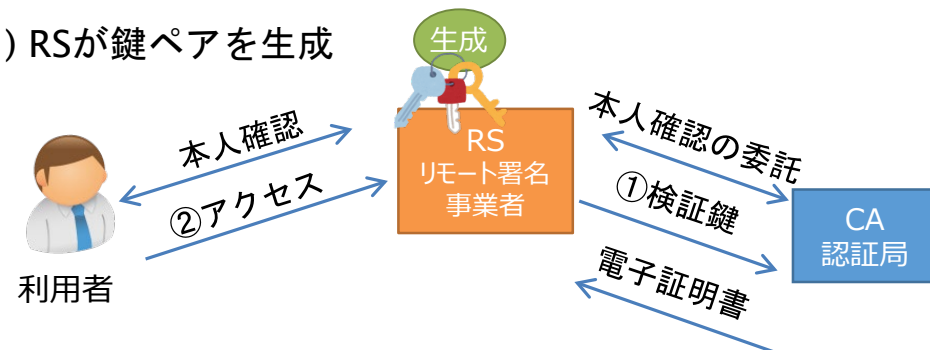 ) RSが鍵ペアを生成
生成
本人確認
②アクセス
利用者
RS
リモート署名
事業者
本人確認の委託
①検証鍵
電子証明書
CA
認証局